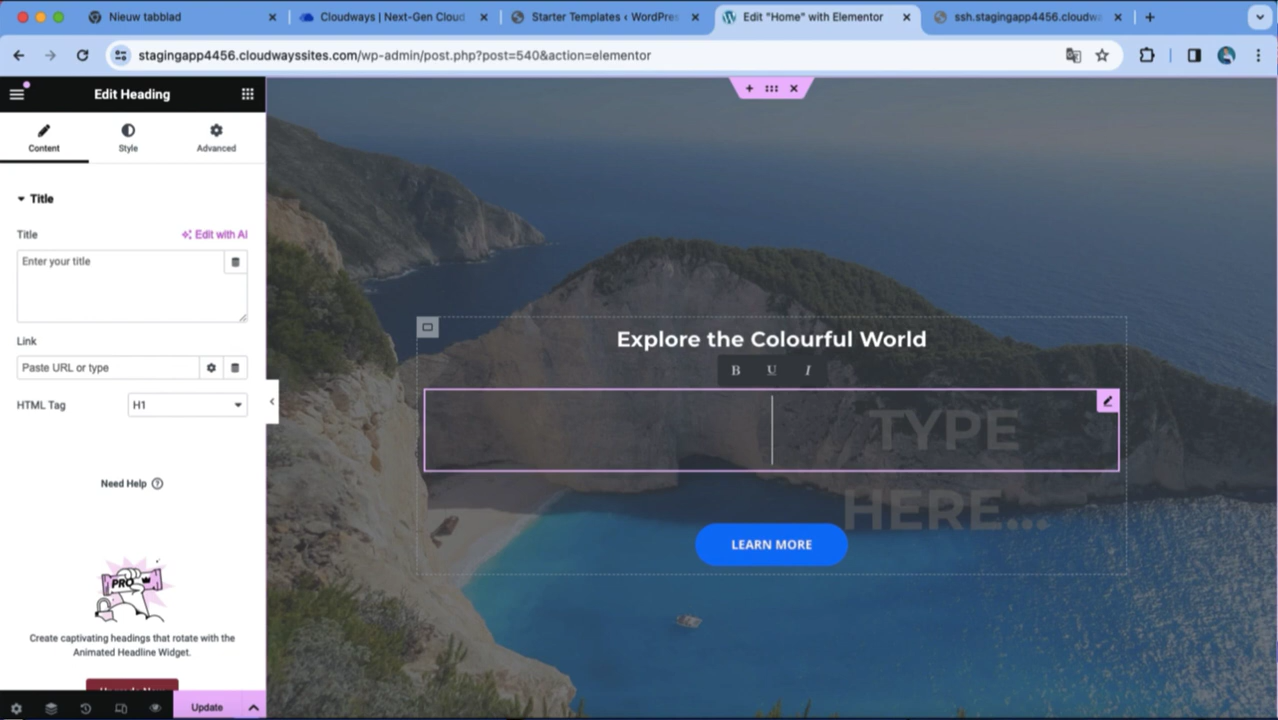 Nieuw tabblad
Cloudways | Next-Gen Cloud
Starter Templates ‹ WordPres
Edit "Home" with Elementor
ssh.stagingapp4456.cloudwa
stagingapp4456.cloudwayssites.com/wp-admin/post.php?post=540&action=elementor
Edit Heading
Content
Style
Advanced
Title
Title
Edit with AI
Enter your title
Link
Paste URL or type
HTML Tag
H1
Need Help
PRO
Create captivating headings that rotate with the
Animated Headline Widget.
Upgrade Now
Update
Explore the Colourful World
B U I
TYPE
HERE...
LEARN MORE